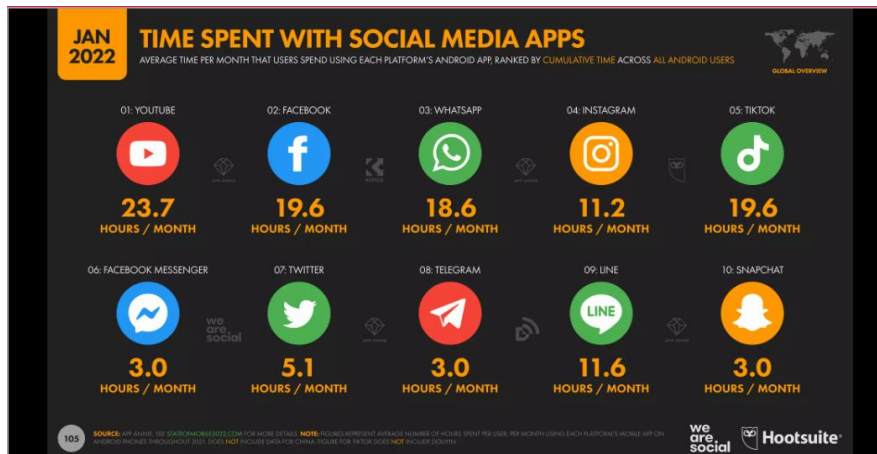 JAN
2022
TIME SPENT WITH SOCIAL MEDIA APPS
AVERAGE TIME PER MONTH THAT USERS SPEND USING EACH PLATFORM'S ANDROID APP, RANKED BY CUMULATIVE TIME ACROSS ALL ANDROID USERS
GLOBAL OVERVIEW
01: YOUTUBE
23.7
HOURS / MONTH
02: FACEBOOK
19.6
HOURS / MONTH
03: WHATSAPP
18.6
HOURS / MONTH
04: INSTAGRAM
11.2
HOURS / MONTH
05: TIKTOK
19.6
HOURS / MONTH
06: FACEBOOK MESSENGER
3.0
HOURS / MONTH
we
are
social
07: TWITTER
5.1
HOURS / MONTH
08: TELEGRAM
3.0
HOURS / MONTH
09: LINE
LINE
11.6
HOURS / MONTH
10: SNAPCHAT
3.0
HOURS / MONTH
105
SOURCE: APP ANNIE. SEE STATEOFMOBILE2022.COM FOR MORE DETAILS. NOTE: FIGURES REPRESENT AVERAGE NUMBER OF HOURS SPENT PER USER, PER MONTH USING EACH PLATFORM'S MOBILE APP ON
ANDROID PHONES THROUGHOUT 2021. DOES NOT INCLUDE DATA FOR CHINA. FIGURE FOR TIKTOK DOES NOT INCLUDE DOUYIN.
we
are
social
Hootsuite